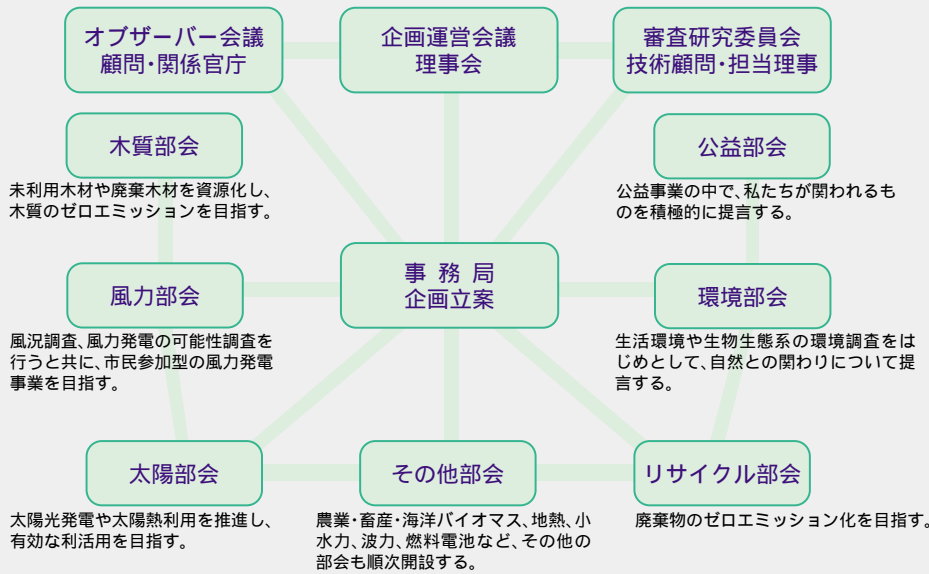 オブザーバー会議
顧問・関係官庁
企画運営会議
理事会
審査研究委員会
技術顧問・担当理事
木質部会
未利用木材や廃棄木材を資源化し、
木質のゼロエミッションを目指す。
公益部会
公益事業の中で、私たちが関われるも
のを積極的に提言する。
事務局
企画立案
風力部会
風況調査、風力発電の可能性調査を
行うと共に、市民参加型の風力発電
事業を目指す。
環境部会
生活環境や生物生態系の環境調査をは
じめとして、自然との関わりについて提
言する。
太陽部会
太陽光発電や太陽熱利用を推進し、
有効な利活用を目指す。
その他部会
農業・畜産・海洋バイオマス、地熱、小
水力、波力、燃料電池など、その他の
部会も順次開設する。
リサイクル部会
廃棄物のゼロエミッション化を目指す。